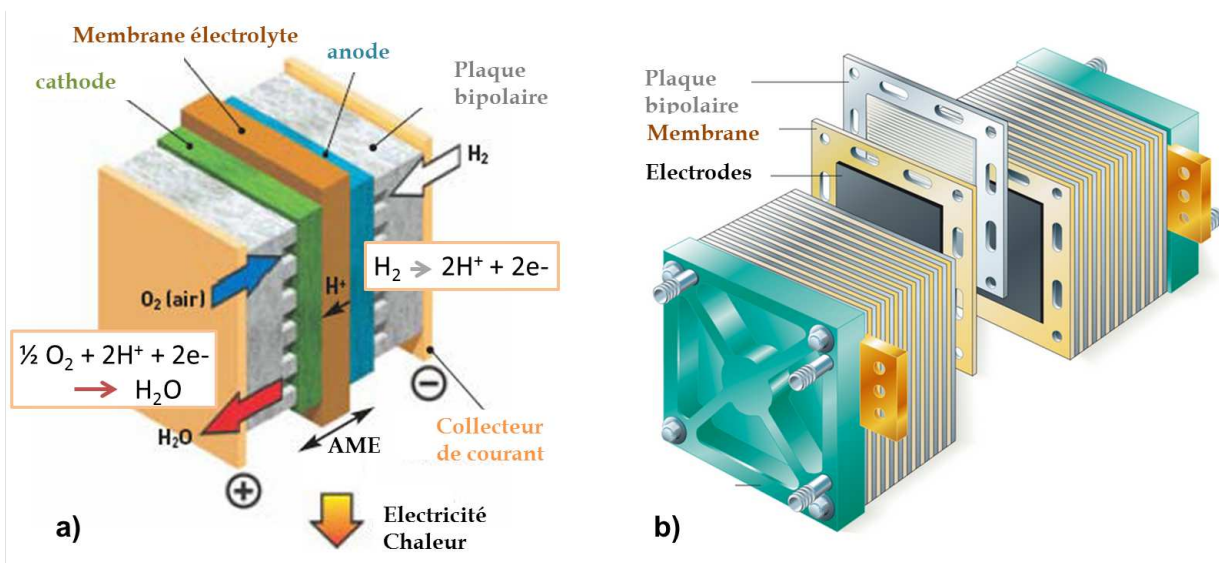 Membrane électrolyte
anode
cathode
Plaque
bipolaire
H₂
H₂ → 2H⁺ + 2e-
H⁺
O₂ (air)
½ O₂ + 2H⁺ + 2e-
→ H₂O
H₂O
AME
Collecteur
de courant
−
+
Electricité
Chaleur
a)
Plaque
bipolaire
Membrane
Electrodes
b)